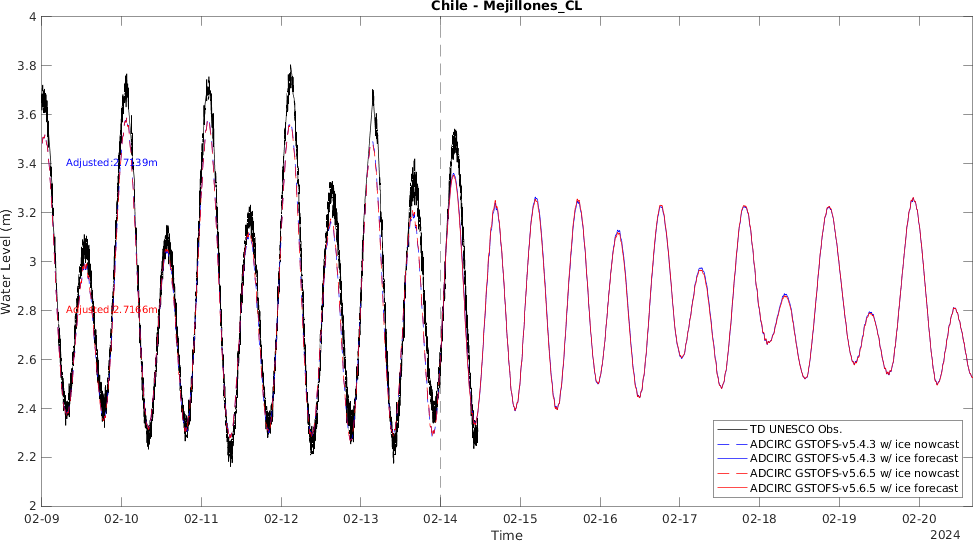 Chile - Mejillones_CL
4
3.8
3.6
3.4
3.2
3
2.8
2.6
2.4
2.2
2
Water Level (m)
Adjusted:2.7139m
Adjusted:2.7166m
TD UNESCO Obs.
ADCIRC GSTOFS-v5.4.3 w/ ice nowcast
ADCIRC GSTOFS-v5.4.3 w/ ice forecast
ADCIRC GSTOFS-v5.6.5 w/ ice nowcast
ADCIRC GSTOFS-v5.6.5 w/ ice forecast
02-09 02-10 02-11 02-12 02-13 02-14 02-15 02-16 02-17 02-18 02-19 02-20
Time
2024